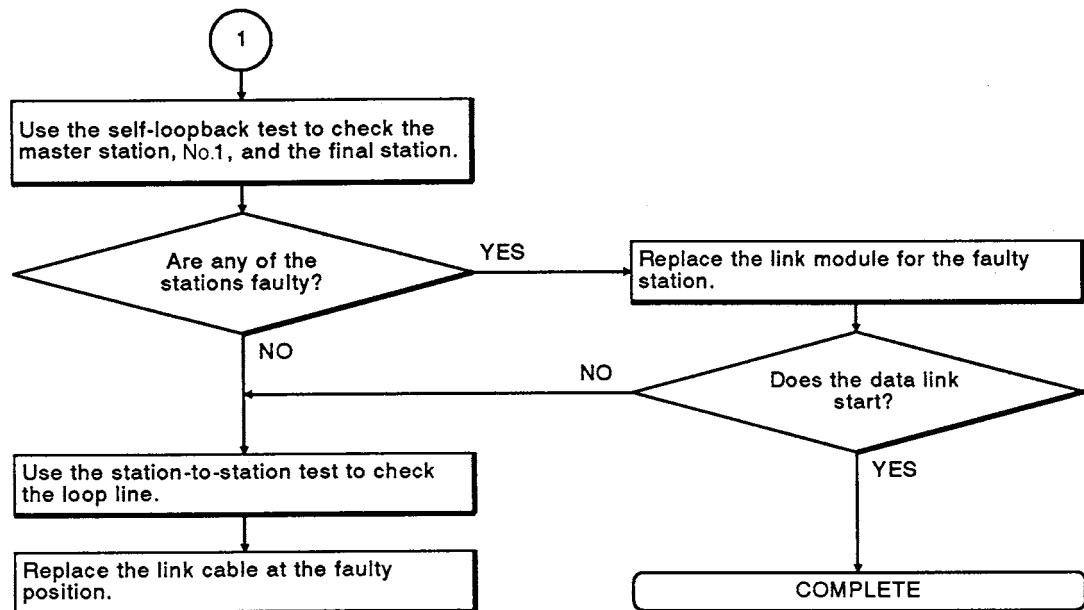 1
Use the self-loopback test to check the
master station, No.1, and the final station.
Are any of the
stations faulty?
YES
Replace the link module for the faulty
station.
NO
Does the data link
start?
NO
YES
Use the station-to-station test to check
the loop line.
Replace the link cable at the faulty
position.
COMPLETE